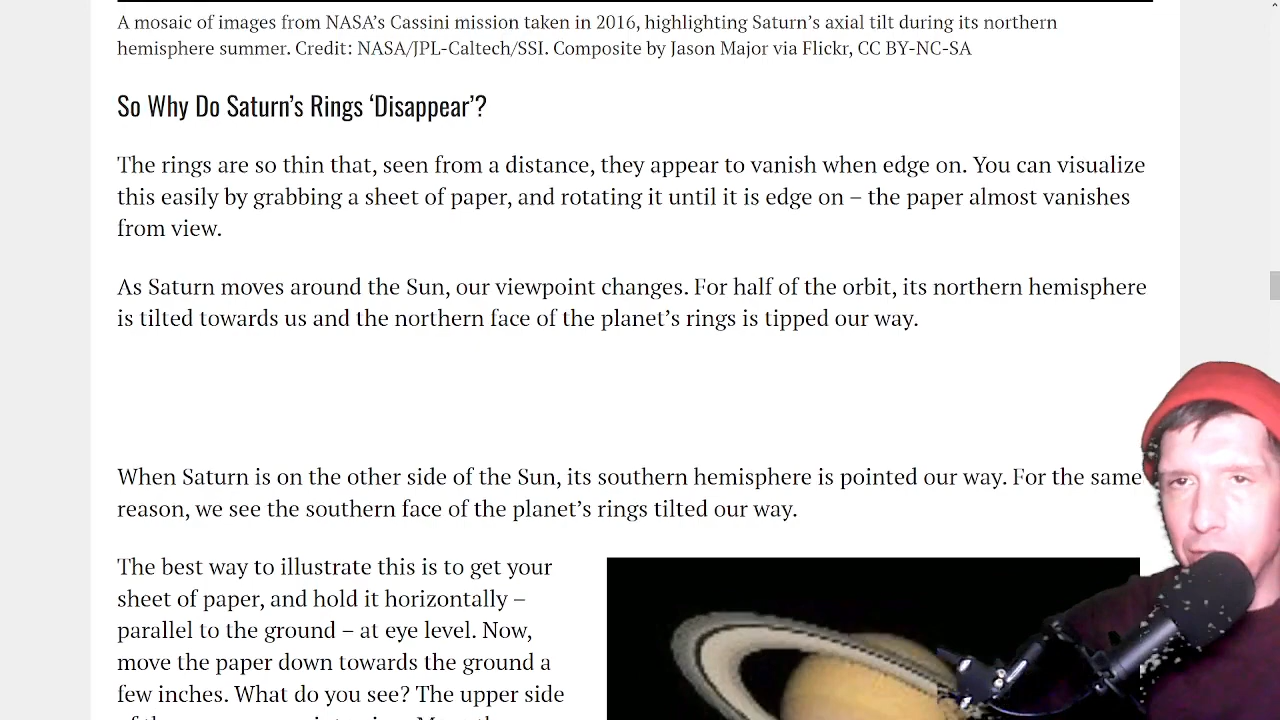 A mosaic of images from NASA’s Cassini mission taken in 2016, highlighting Saturn’s axial tilt during its northern
hemisphere summer. Credit: NASA/JPL-Caltech/SSI. Composite by Jason Major via Flickr, CC BY-NC-SA
So Why Do Saturn’s Rings ‘Disappear’?
The rings are so thin that, seen from a distance, they appear to vanish when edge on. You can visualize
this easily by grabbing a sheet of paper, and rotating it until it is edge on – the paper almost vanishes
from view.
As Saturn moves around the Sun, our viewpoint changes. For half of the orbit, its northern hemisphere
is tilted towards us and the northern face of the planet’s rings is tipped our way.
When Saturn is on the other side of the Sun, its southern hemisphere is pointed our way. For the same
reason, we see the southern face of the planet’s rings tilted our way.
The best way to illustrate this is to get your
sheet of paper, and hold it horizontally –
parallel to the ground – at eye level. Now,
move the paper down towards the ground a
few inches. What do you see? The upper side